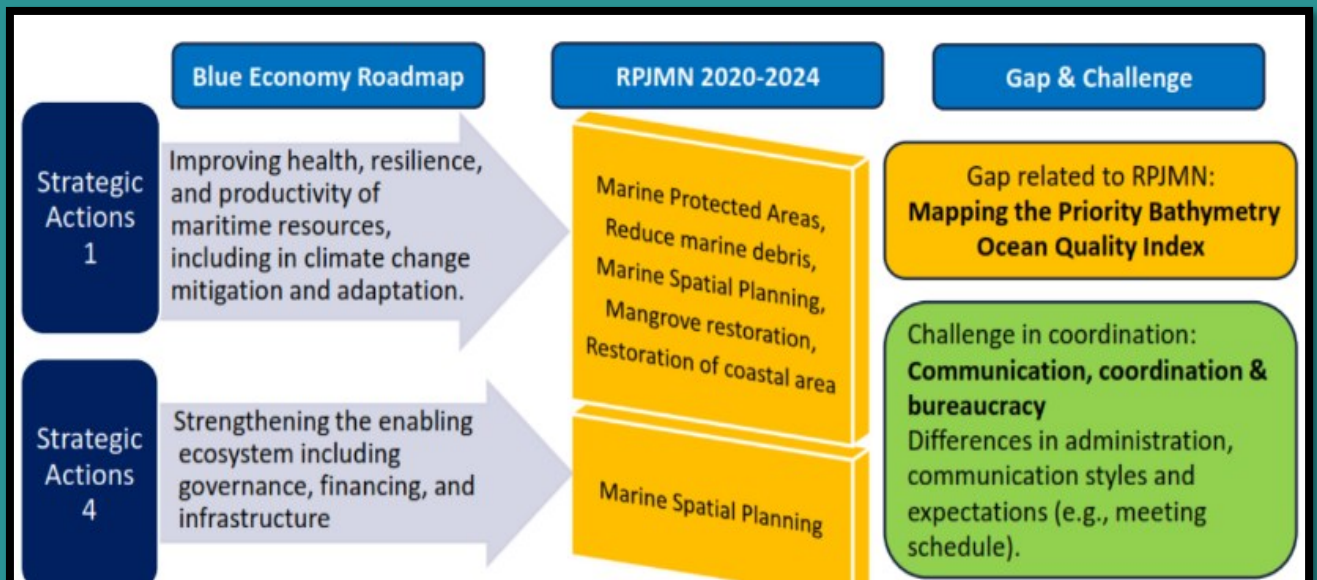 Blue Economy Roadmap
RPJMN 2020-2024
Gap & Challenge
Strategic
Actions
1
Improving health, resilience,
and productivity of
maritime resources,
including in climate change
mitigation and adaptation.
Marine Protected Areas,
Reduce marine debris,
Marine Spatial Planning,
Mangrove restoration,
Restoration of coastal area
Gap related to RPJMN:
Mapping the Priority Bathymetry
Ocean Quality Index
Strategic
Actions
4
Strengthening the enabling
ecosystem including
governance, financing, and
infrastructure
Marine Spatial Planning
Challenge in coordination:
Communication, coordination &
bureaucracy
Differences in administration,
communication styles and
expectations (e.g., meeting
schedule).